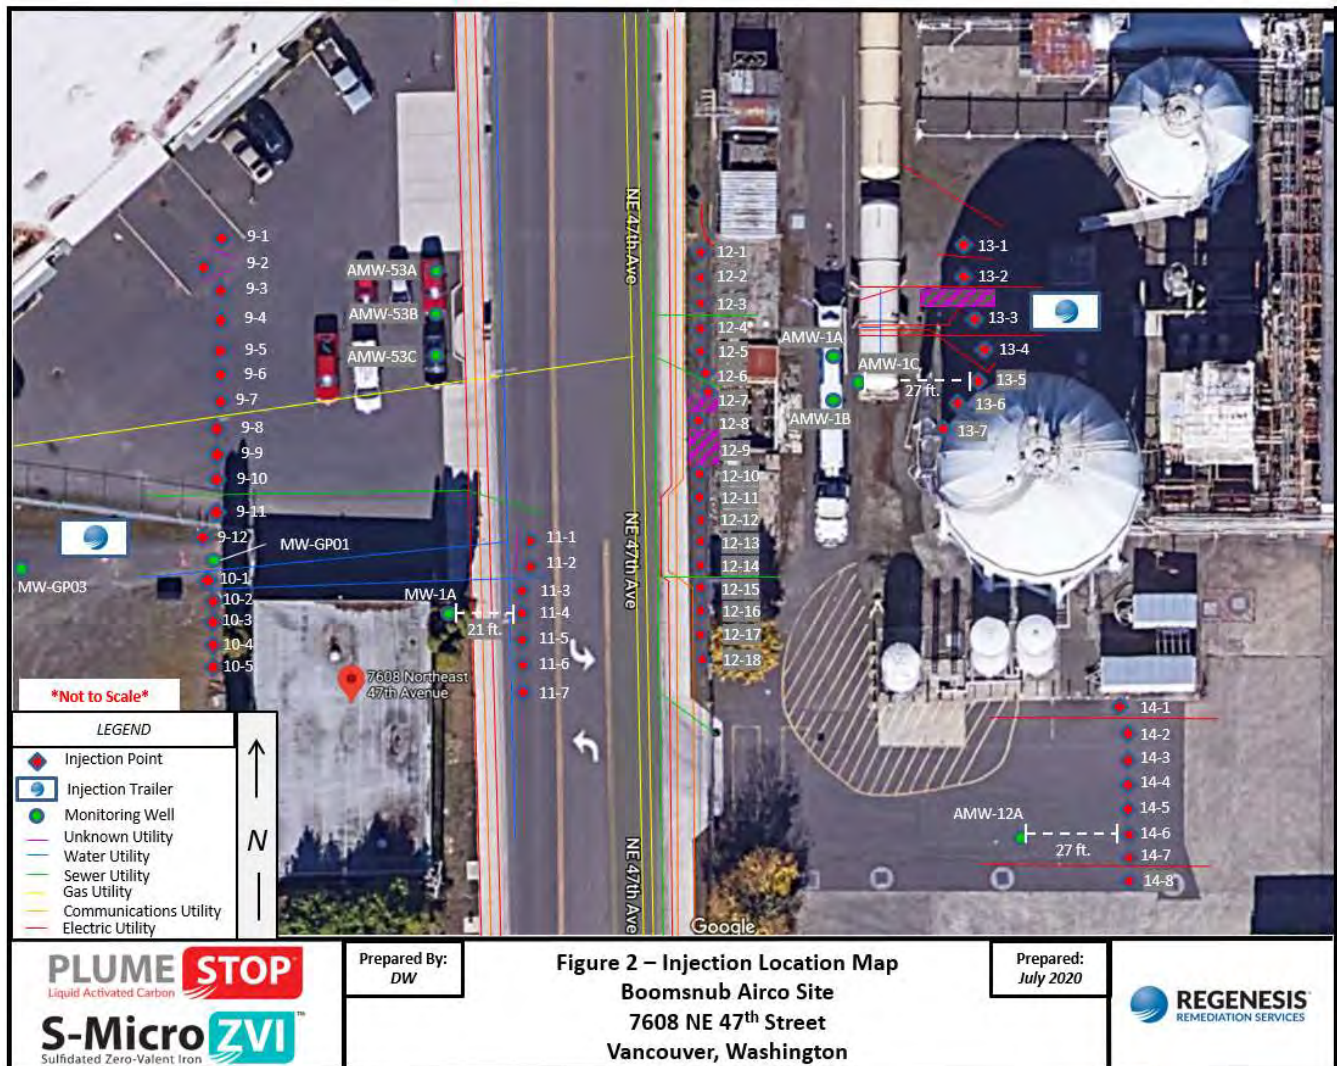 NE 47th Ave
NE 47th Ave
NE 47th Ave
9-1
9-2
9-3
9-4
9-5
9-6
9-7
9-8
9-9
9-10
9-11
9-12
MW-GP01
MW-GP03
10-1
10-2
10-3
10-4
10-5
AMW-53A
AMW-53B
AMW-53C
MW-1A
21 ft.
11-1
11-2
11-3
11-4
11-5
11-6
11-7
7608 Northeast
47th Avenue
12-1
12-2
12-3
12-4
12-5
12-6
12-7
12-8
12-9
12-10
12-11
12-12
12-13
12-14
12-15
12-16
12-17
12-18
AMW-1A
AMW-1C
AMW-1B
27 ft.
13-1
13-2
13-3
13-4
13-5
13-6
13-7
14-1
14-2
14-3
14-4
14-5
14-6
14-7
14-8
AMW-12A
27 ft.
Google
*Not to Scale*
LEGEND
Injection Point
Injection Trailer
Monitoring Well
Unknown Utility
Water Utility
Sewer Utility
Gas Utility
Communications Utility
Electric Utility
N
PLUME STOP
Liquid Activated Carbon
S-Micro ZVI™
Sulfidated Zero-Valent Iron
Prepared By:
DW
Figure 2 – Injection Location Map
Boomsnub Airco Site
7608 NE 47th Street
Vancouver, Washington
Prepared:
July 2020
REGENESIS
REMEDIATION SERVICES